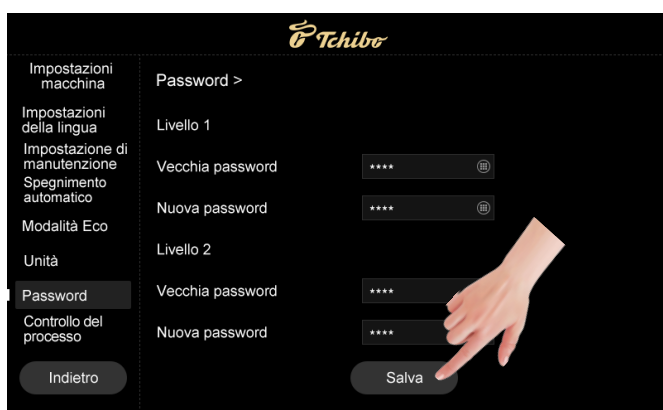 Tchibo
Impostazioni
macchina
Impostazioni
della lingua
Impostazione di
manutenzione
Spegnimento
automatico
Modalità Eco
Unità
Password
Controllo del
processo
Indietro
Password >
Livello 1
Vecchia password ****
Nuova password ****
Livello 2
Vecchia password ****
Nuova password ****
Salva